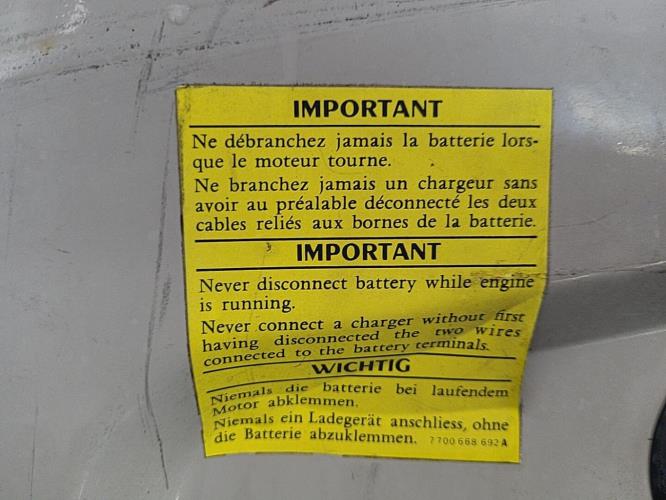 IMPORTANT
Ne débranchez jamais la batterie lors-
que le moteur tourne.
Ne branchez jamais un chargeur sans
avoir au préalable déconnecté les deux
cables reliés aux bornes de la batterie.
IMPORTANT
Never disconnect battery while engine
is running.
Never connect a charger without first
having disconnected the two wires
connected to the battery terminals.
WICHTIG
Niemals die batterie bei laufendem
Motor abklemmen.
Niemals ein Ladegerät anschliess, ohne
die Batterie abzuklemmen. 7700 668 692 A